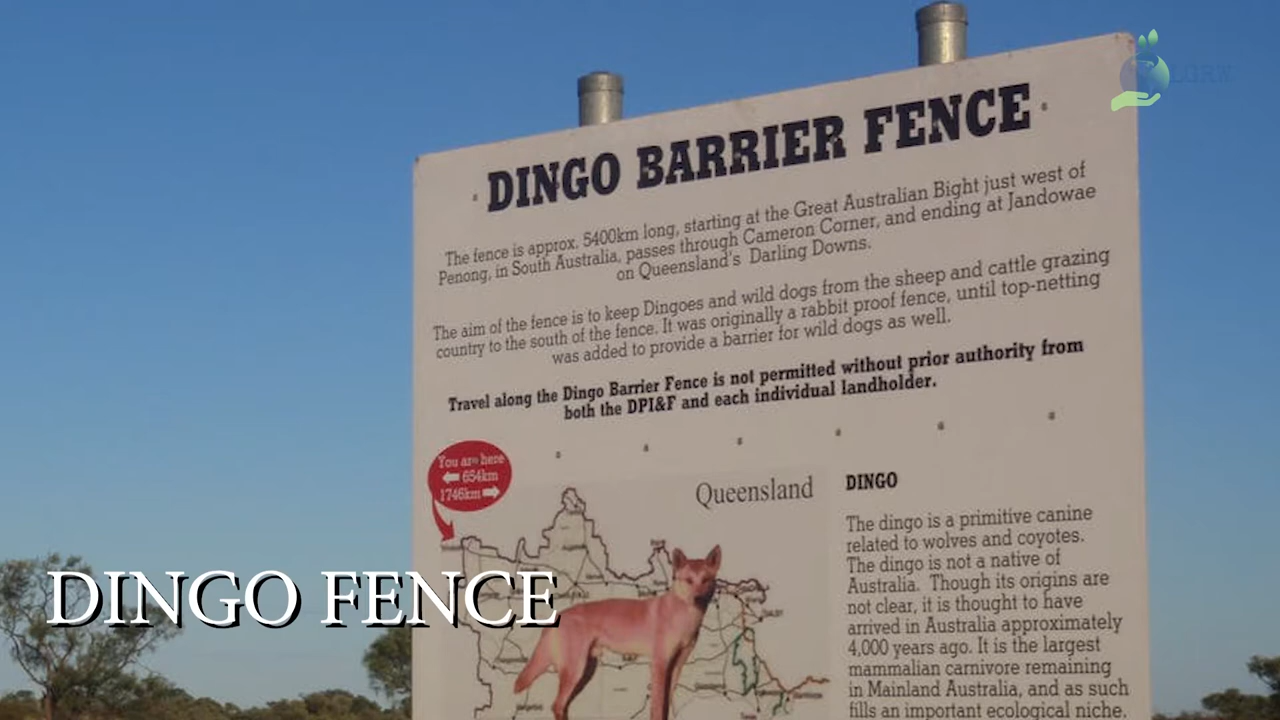 DINGO BARRIER FENCE
The fence is approx. 5400km long, starting at the Great Australian Bight just west of
Penong, in South Australia, passes through Cameron Corner, and ending at Jandowae
on Queensland's Darling Downs.
The aim of the fence is to keep Dingoes and wild dogs from the sheep and cattle grazing
country to the south of the fence. It was originally a rabbit proof fence, until top-netting
was added to provide a barrier for wild dogs as well.
Travel along the Dingo Barrier Fence is not permitted without prior authority from
both the DPI&F and each individual landholder.
You are here
654km
1746km
Queensland
DINGO
The dingo is a primitive canine
related to wolves and coyotes.
The dingo is not a native of
Australia. Though its origins are
not clear, it is thought to have
arrived in Australia approximately
4,000 years ago. It is the largest
mammalian carnivore remaining
in Mainland Australia, and as such
fills an important ecological niche.
DINGO FENCE